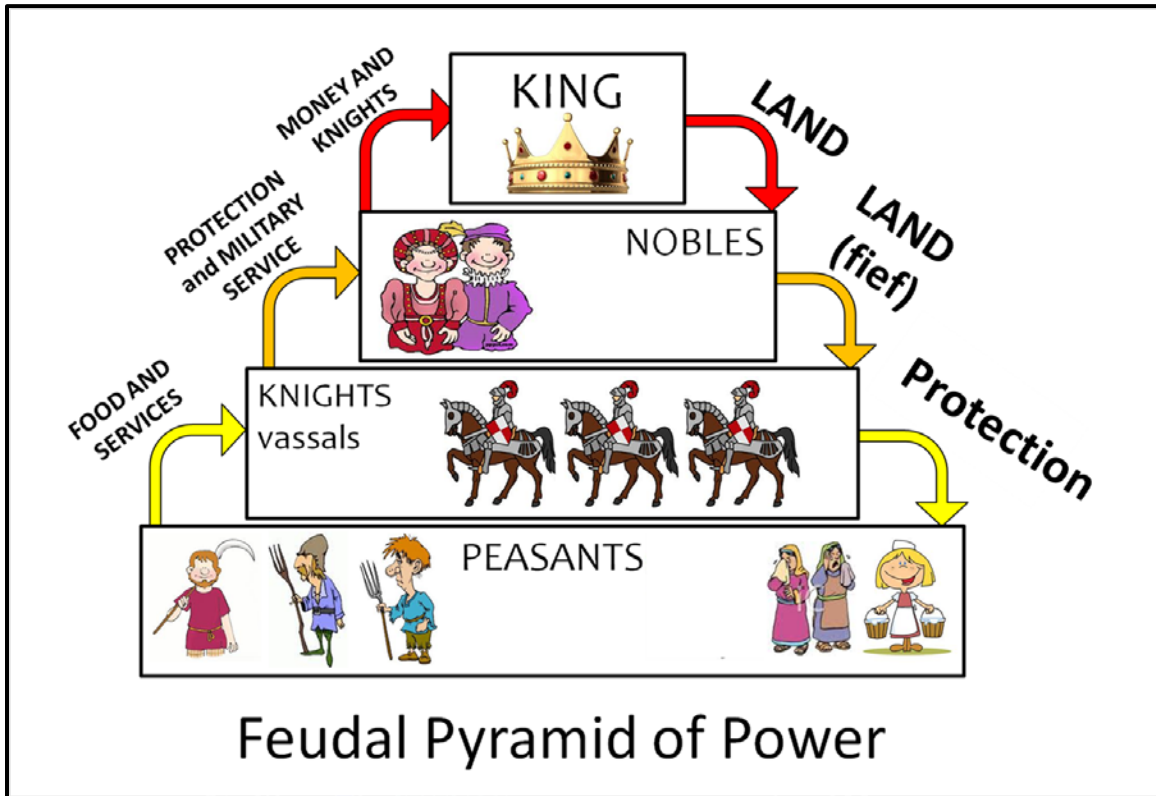 MONEY AND
KNIGHTS
KING
LAND
PROTECTION
and MILITARY
SERVICE
NOBLES
LAND
(fief)
FOOD AND
SERVICES
KNIGHTS
vassals
Protection
PEASANTS
Feudal Pyramid of Power